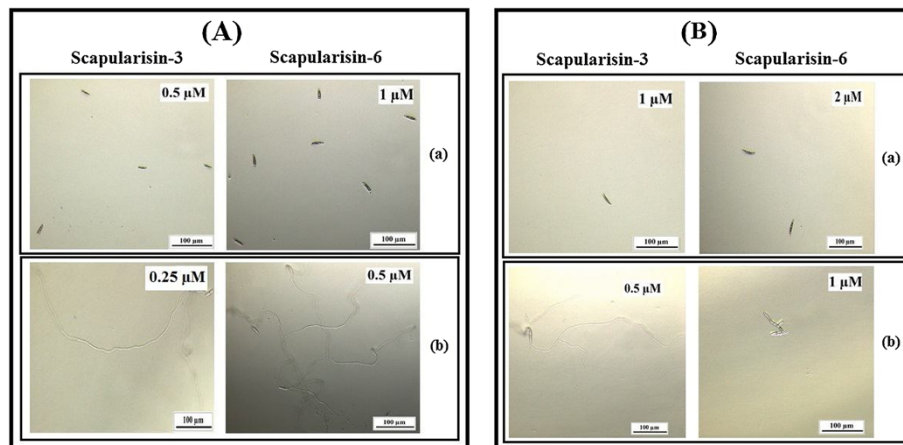 (A)
Scapularisin-3 Scapularisin-6
0.5 µM 1 µM
(a)
100 µm 100 µm
0.25 µM 0.5 µM
(b)
100 µm 100 µm
(B)
Scapularisin-3 Scapularisin-6
1 µM 2 µM
(a)
100 µm 100 µm
0.5 µM 1 µM
(b)
100 µm 100 µm